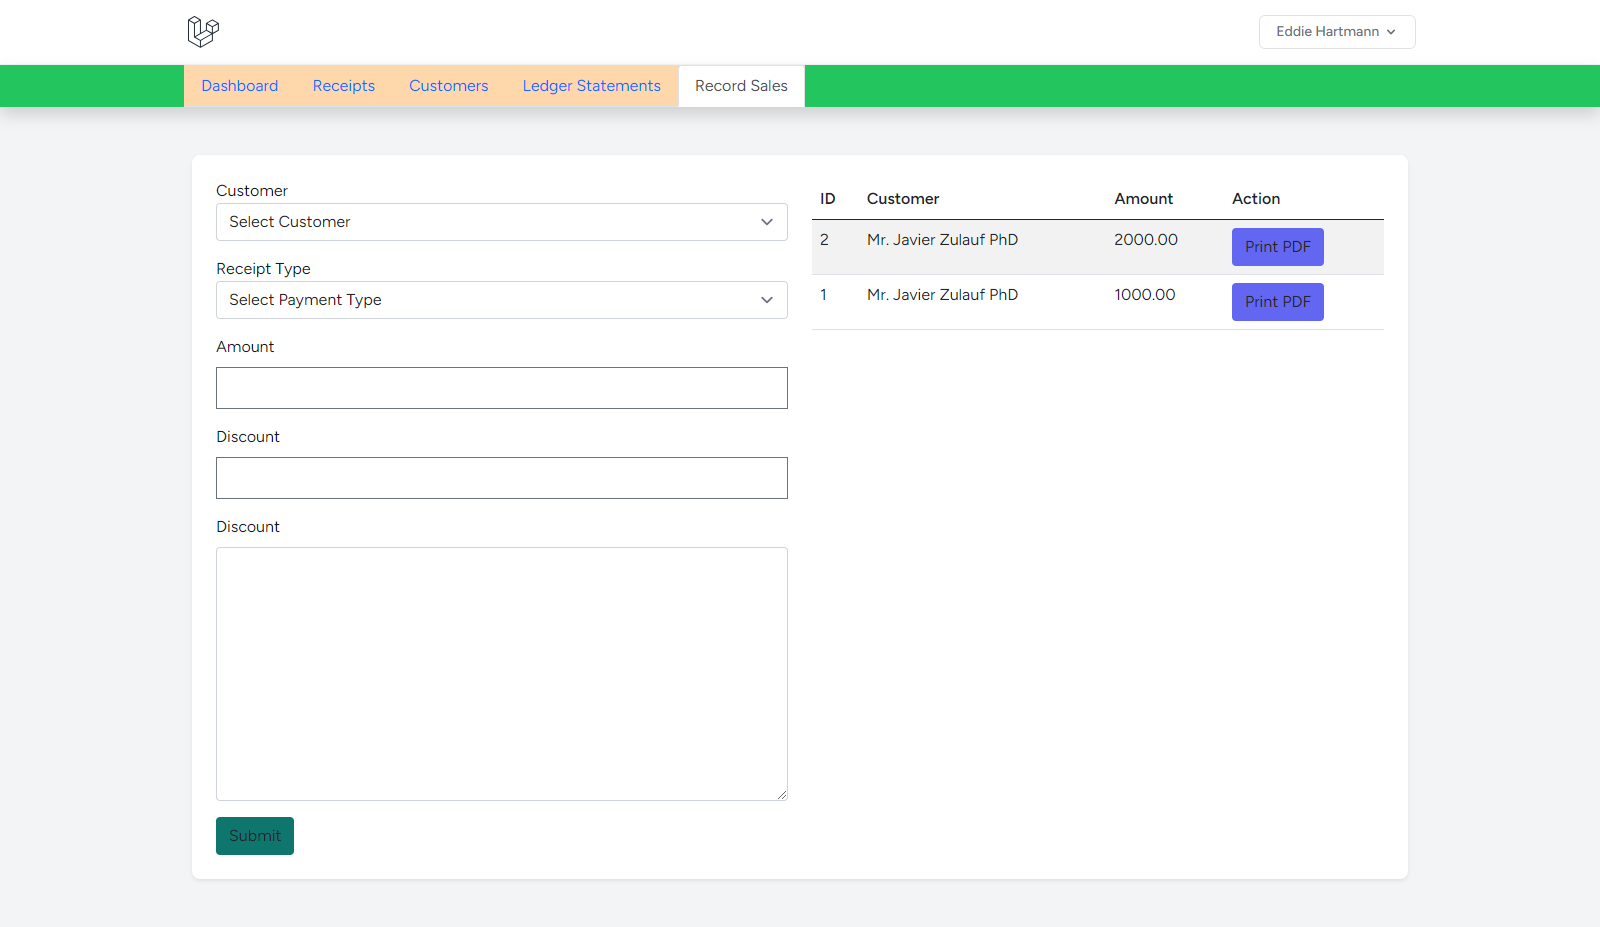 Eddie Hartmann
Dashboard Receipts Customers Ledger Statements Record Sales
Customer
Select Customer
Receipt Type
Select Payment Type
Amount
Discount
Discount
Submit
ID Customer Amount Action
2 Mr. Javier Zulauf PhD 2000.00 Print PDF
1 Mr. Javier Zulauf PhD 1000.00 Print PDF